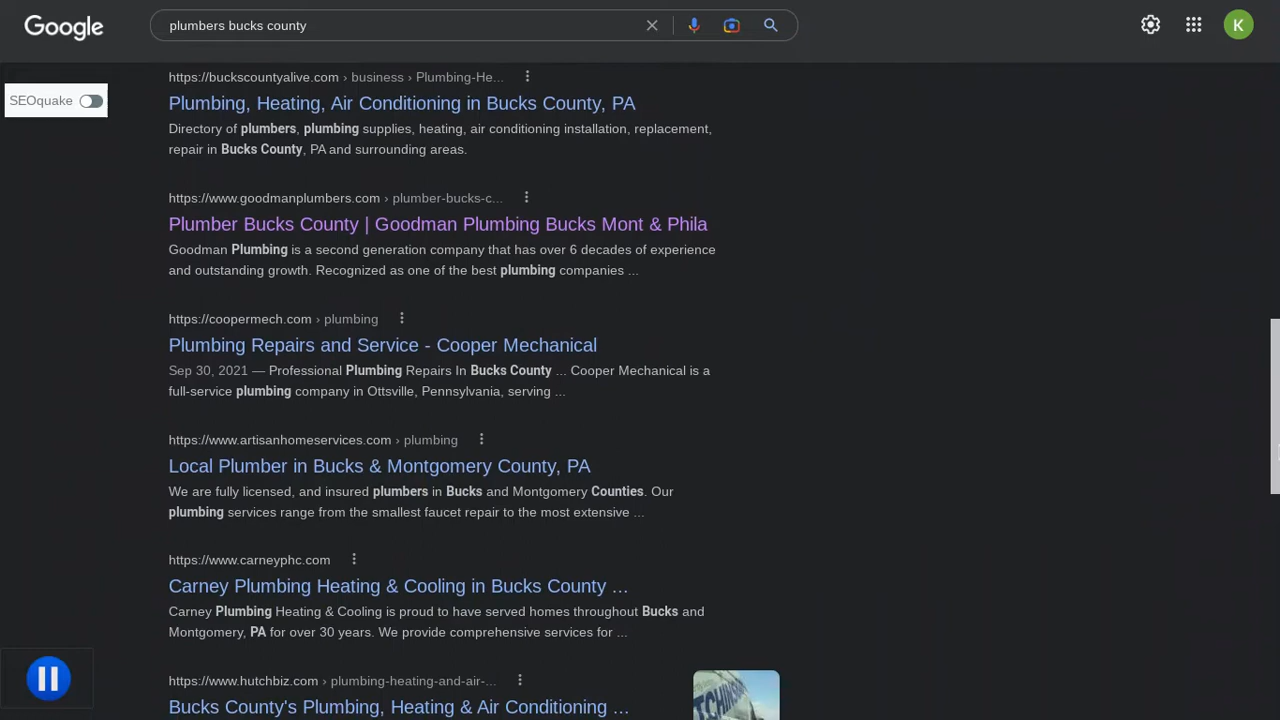 Google
plumbers bucks county
K
SEOquake
https://buckscountyalive.com › business › Plumbing-He...
Plumbing, Heating, Air Conditioning in Bucks County, PA
Directory of plumbers, plumbing supplies, heating, air conditioning installation, replacement,
repair in Bucks County, PA and surrounding areas.
https://www.goodmanplumbers.com › plumber-bucks-c...
Plumber Bucks County | Goodman Plumbing Bucks Mont & Phila
Goodman Plumbing is a second generation company that has over 6 decades of experience
and outstanding growth. Recognized as one of the best plumbing companies ...
https://coopermech.com › plumbing
Plumbing Repairs and Service - Cooper Mechanical
Sep 30, 2021 — Professional Plumbing Repairs In Bucks County ... Cooper Mechanical is a
full-service plumbing company in Ottsville, Pennsylvania, serving ...
https://www.artisanhomeservices.com › plumbing
Local Plumber in Bucks & Montgomery County, PA
We are fully licensed, and insured plumbers in Bucks and Montgomery Counties. Our
plumbing services range from the smallest faucet repair to the most extensive ...
https://www.carneyphc.com
Carney Plumbing Heating & Cooling in Bucks County ...
Carney Plumbing Heating & Cooling is proud to have served homes throughout Bucks and
Montgomery, PA for over 30 years. We provide comprehensive services for ...
https://www.hutchbiz.com › plumbing-heating-and-air-...
Bucks County's Plumbing, Heating & Air Conditioning ...